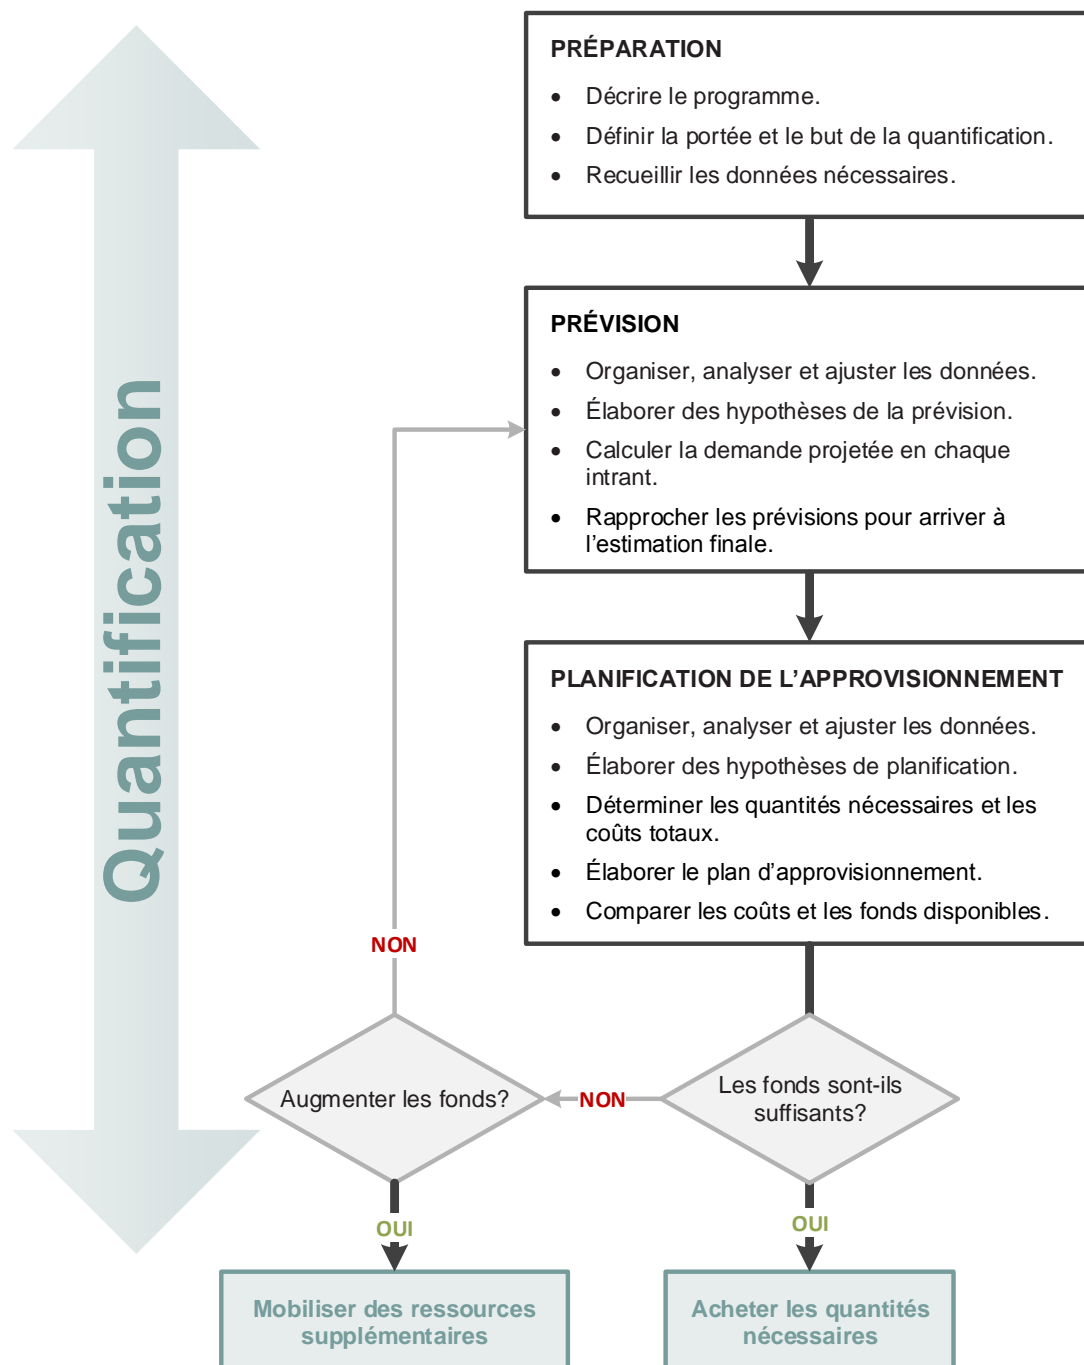 Quantification
PRÉPARATION
• Décrire le programme.
• Définir la portée et le but de la quantification.
• Recueillir les données nécessaires.
PRÉVISION
• Organiser, analyser et ajuster les données.
• Élaborer des hypothèses de la prévision.
• Calculer la demande projetée en chaque
intrant.
• Rapprocher les prévisions pour arriver à
l’estimation finale.
PLANIFICATION DE L’APPROVISIONNEMENT
• Organiser, analyser et ajuster les données.
• Élaborer des hypothèses de planification.
• Déterminer les quantités nécessaires et les
coûts totaux.
• Élaborer le plan d’approvisionnement.
• Comparer les coûts et les fonds disponibles.
NON
Les fonds sont-ils
suffisants?
NON
Augmenter les fonds?
OUI
OUI
Mobiliser des ressources
supplémentaires
Acheter les quantités
nécessaires